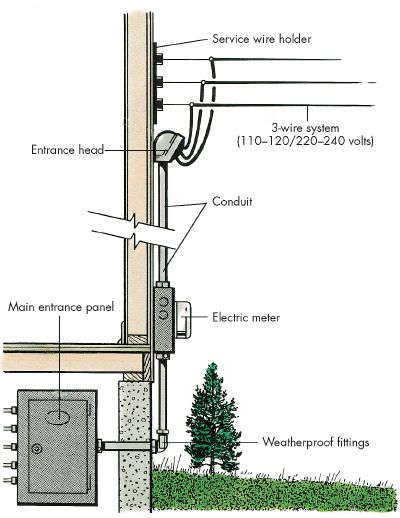 Service wire holder
3-wire system
(110–120/220–240 volts)
Entrance head
Conduit
Main entrance panel
Electric meter
Weatherproof fittings